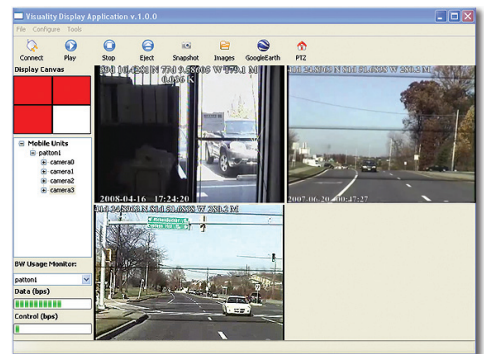 Visuality Display Application v.1.0.0
File Configure Tools
Connect Play Stop Eject Snapshot Images GoogleEarth PTZ
Display Canvas
Mobile Units
patton1
camera0
camera1
camera2
camera3
BW Usage Monitor:
patton1
Data (bps)
Control (bps)
2008-04-16 17:24:20
2007-06-20 00:47:27